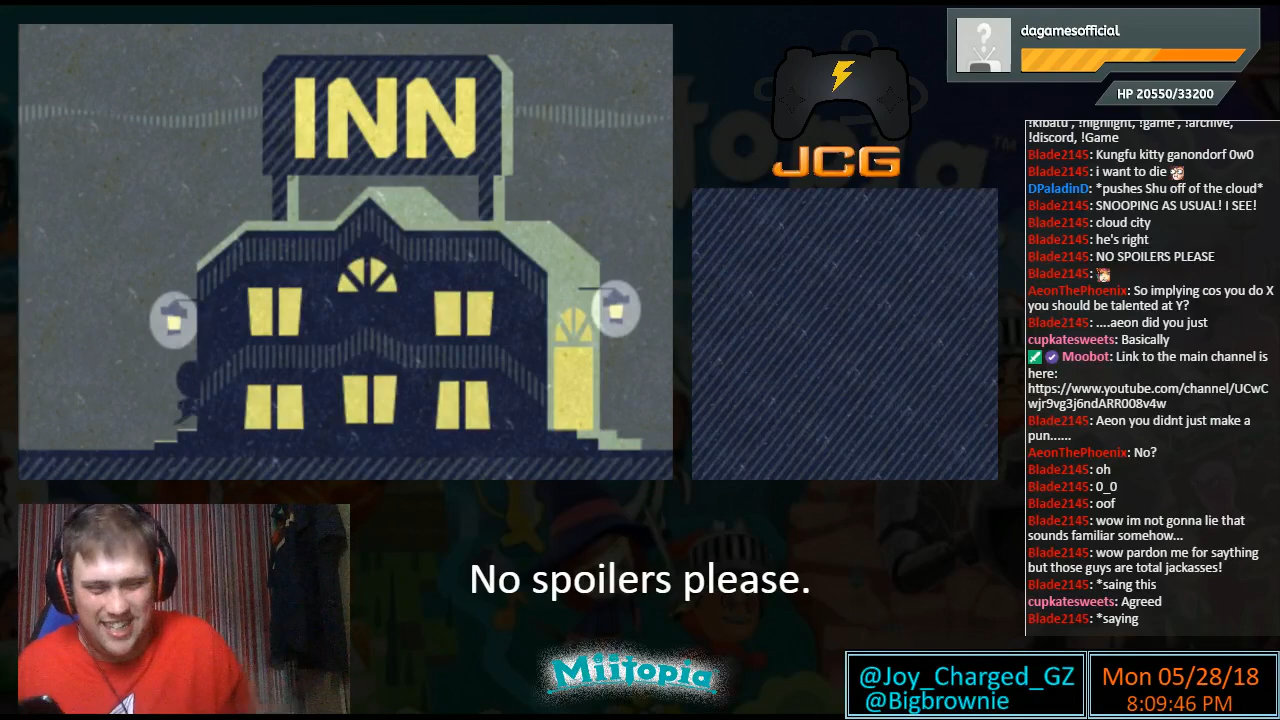 INN
JCG
dagamesofficial
HP 20550/33200
!kibatu , !highlight, !game , !archive,
!discord, !Game
Blade2145: Kungfu kitty ganondorf 0w0
Blade2145: i want to die
DPaladinD: *pushes Shu off of the cloud*
Blade2145: SNOOPING AS USUAL! I SEE!
Blade2145: cloud city
Blade2145: he's right
Blade2145: NO SPOILERS PLEASE
Blade2145:
AeonThePhoenix: So implying cos you do X
you should be talented at Y?
Blade2145: ....aeon did you just
cupkatesweets: Basically
Moobot: Link to the main channel is
here:
https://www.youtube.com/channel/UCwC
wjr9vg3j6ndARR008v4w
Blade2145: Aeon you didnt just make a
pun......
AeonThePhoenix: No?
Blade2145: oh
Blade2145: 0_0
Blade2145: oof
Blade2145: wow im not gonna lie that
sounds familiar somehow...
Blade2145: wow pardon me for saything
but those guys are total jackasses!
Blade2145: *saing this
cupkatesweets: Agreed
Blade2145: *saying
No spoilers please.
Miitopia
@Joy_Charged_GZ
@Bigbrownie
Mon 05/28/18
8:09:46 PM